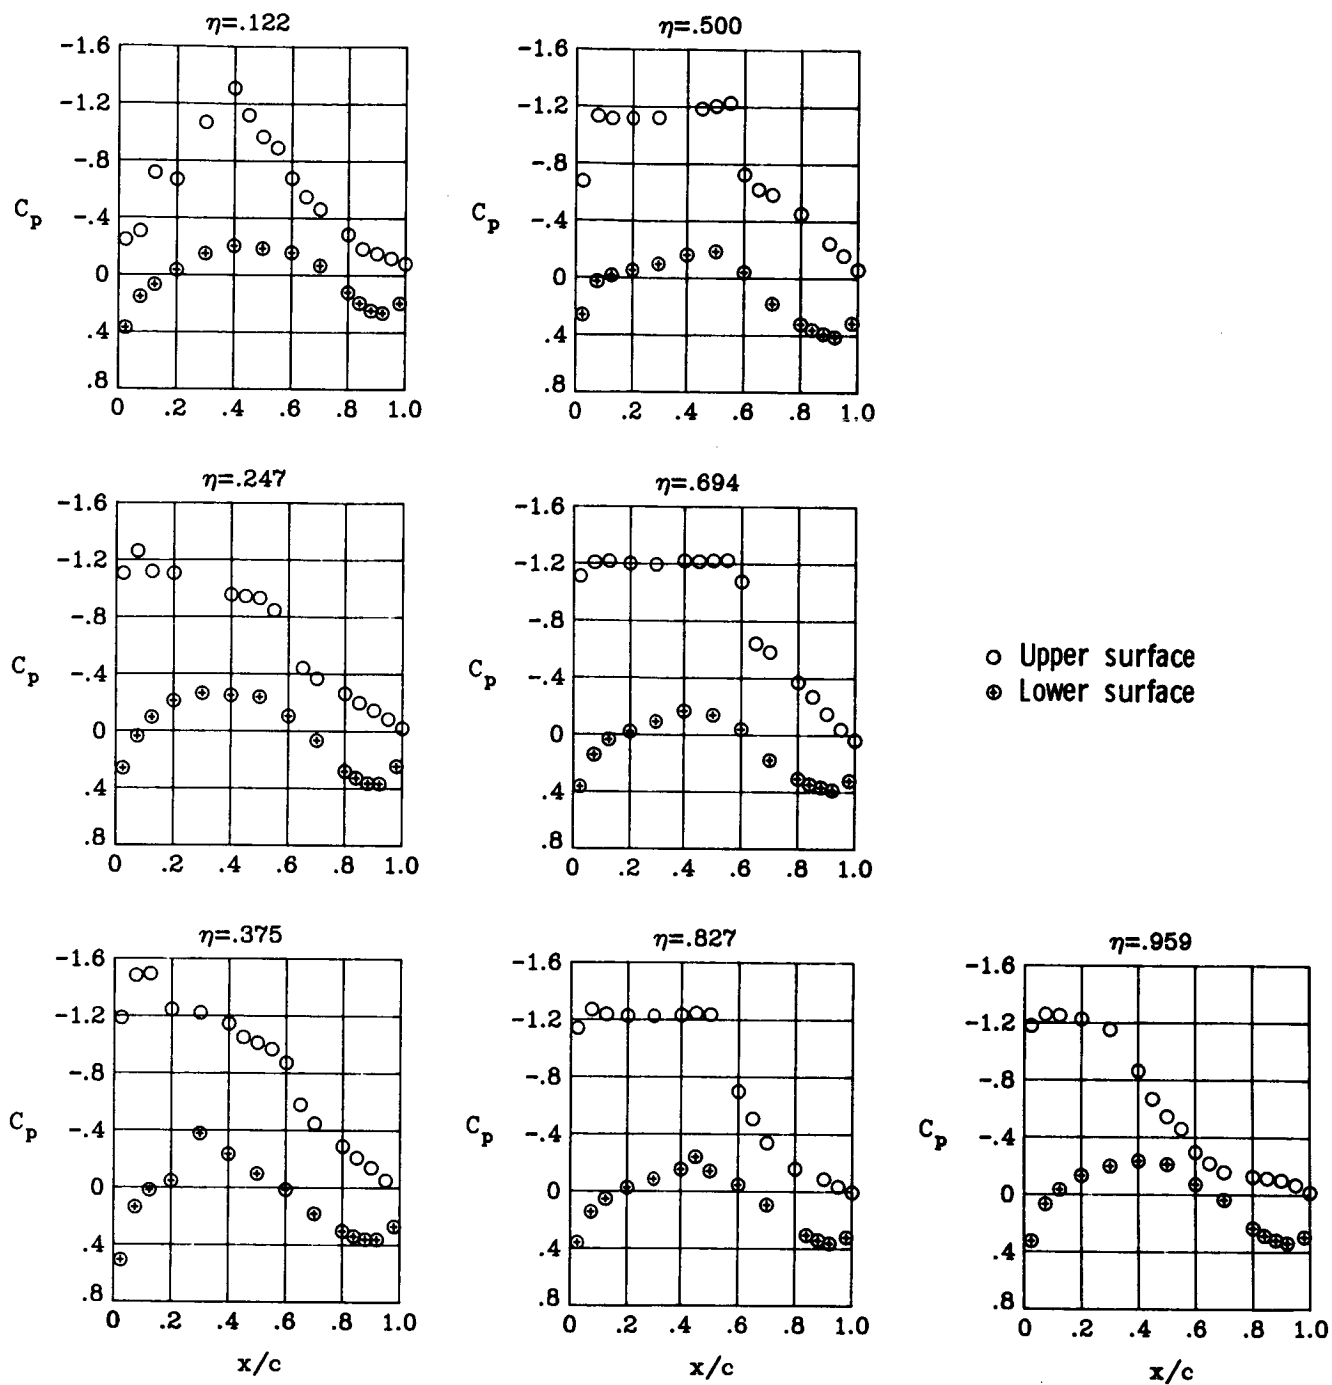 η=.122
-1.6
-1.2
-.8
-.4
0
.4
.8
C_p
0 .2 .4 .6 .8 1.0
η=.500
-1.6
-1.2
-.8
-.4
0
.4
.8
C_p
0 .2 .4 .6 .8 1.0
η=.247
-1.6
-1.2
-.8
-.4
0
.4
.8
C_p
0 .2 .4 .6 .8 1.0
η=.694
-1.6
-1.2
-.8
-.4
0
.4
.8
C_p
0 .2 .4 .6 .8 1.0
Upper surface
Lower surface
η=.375
-1.6
-1.2
-.8
-.4
0
.4
.8
C_p
0 .2 .4 .6 .8 1.0
x/c
η=.827
-1.6
-1.2
-.8
-.4
0
.4
.8
C_p
0 .2 .4 .6 .8 1.0
x/c
η=.959
-1.6
-1.2
-.8
-.4
0
.4
.8
C_p
0 .2 .4 .6 .8 1.0
x/c